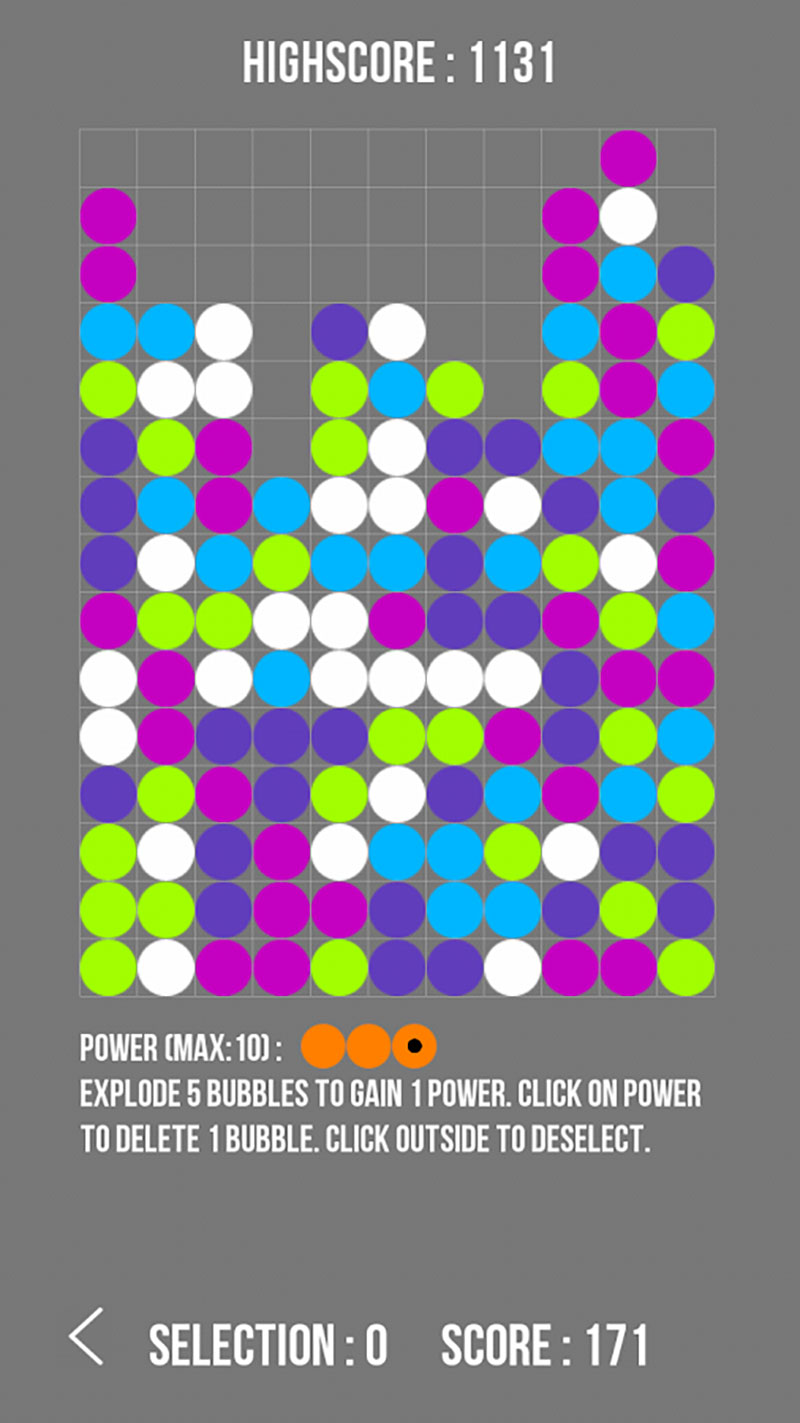 HIGHSCORE : 1131
POWER (MAX:10) :
EXPLODE 5 BUBBLES TO GAIN 1 POWER. CLICK ON POWER
TO DELETE 1 BUBBLE. CLICK OUTSIDE TO DESELECT.
SELECTION : 0 SCORE : 171